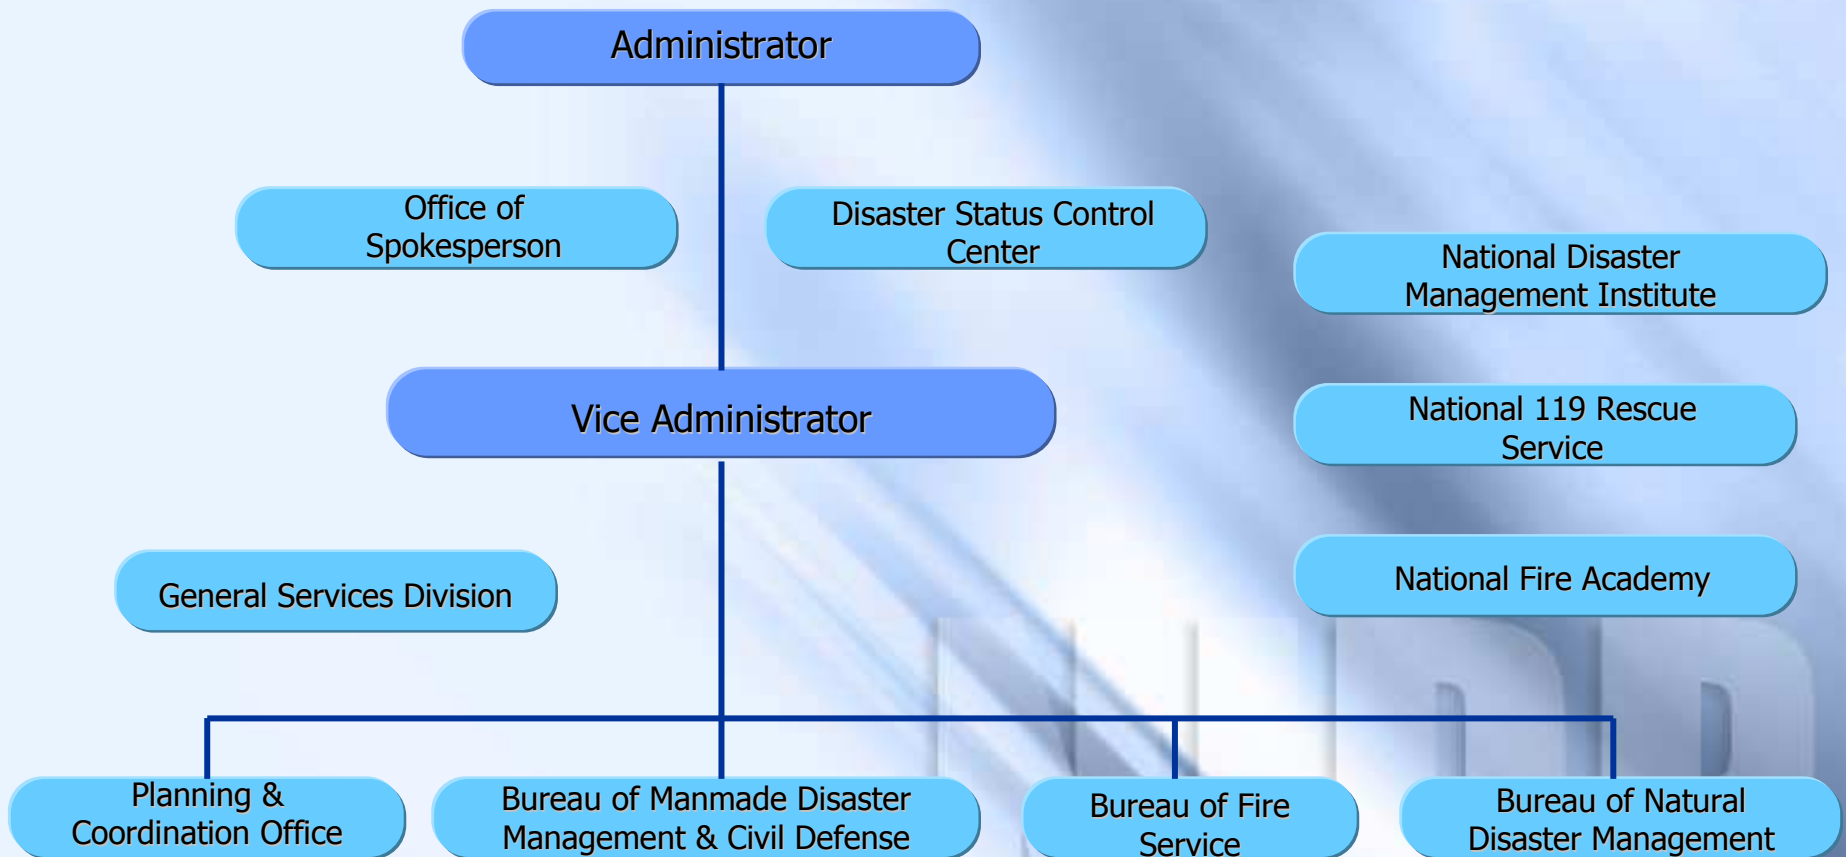 Administrator
Office of
Spokesperson
Disaster Status Control
Center
National Disaster
Management Institute
Vice Administrator
National 119 Rescue
Service
General Services Division
National Fire Academy
Planning &
Coordination Office
Bureau of Manmade Disaster
Management & Civil Defense
Bureau of Fire
Service
Bureau of Natural
Disaster Management